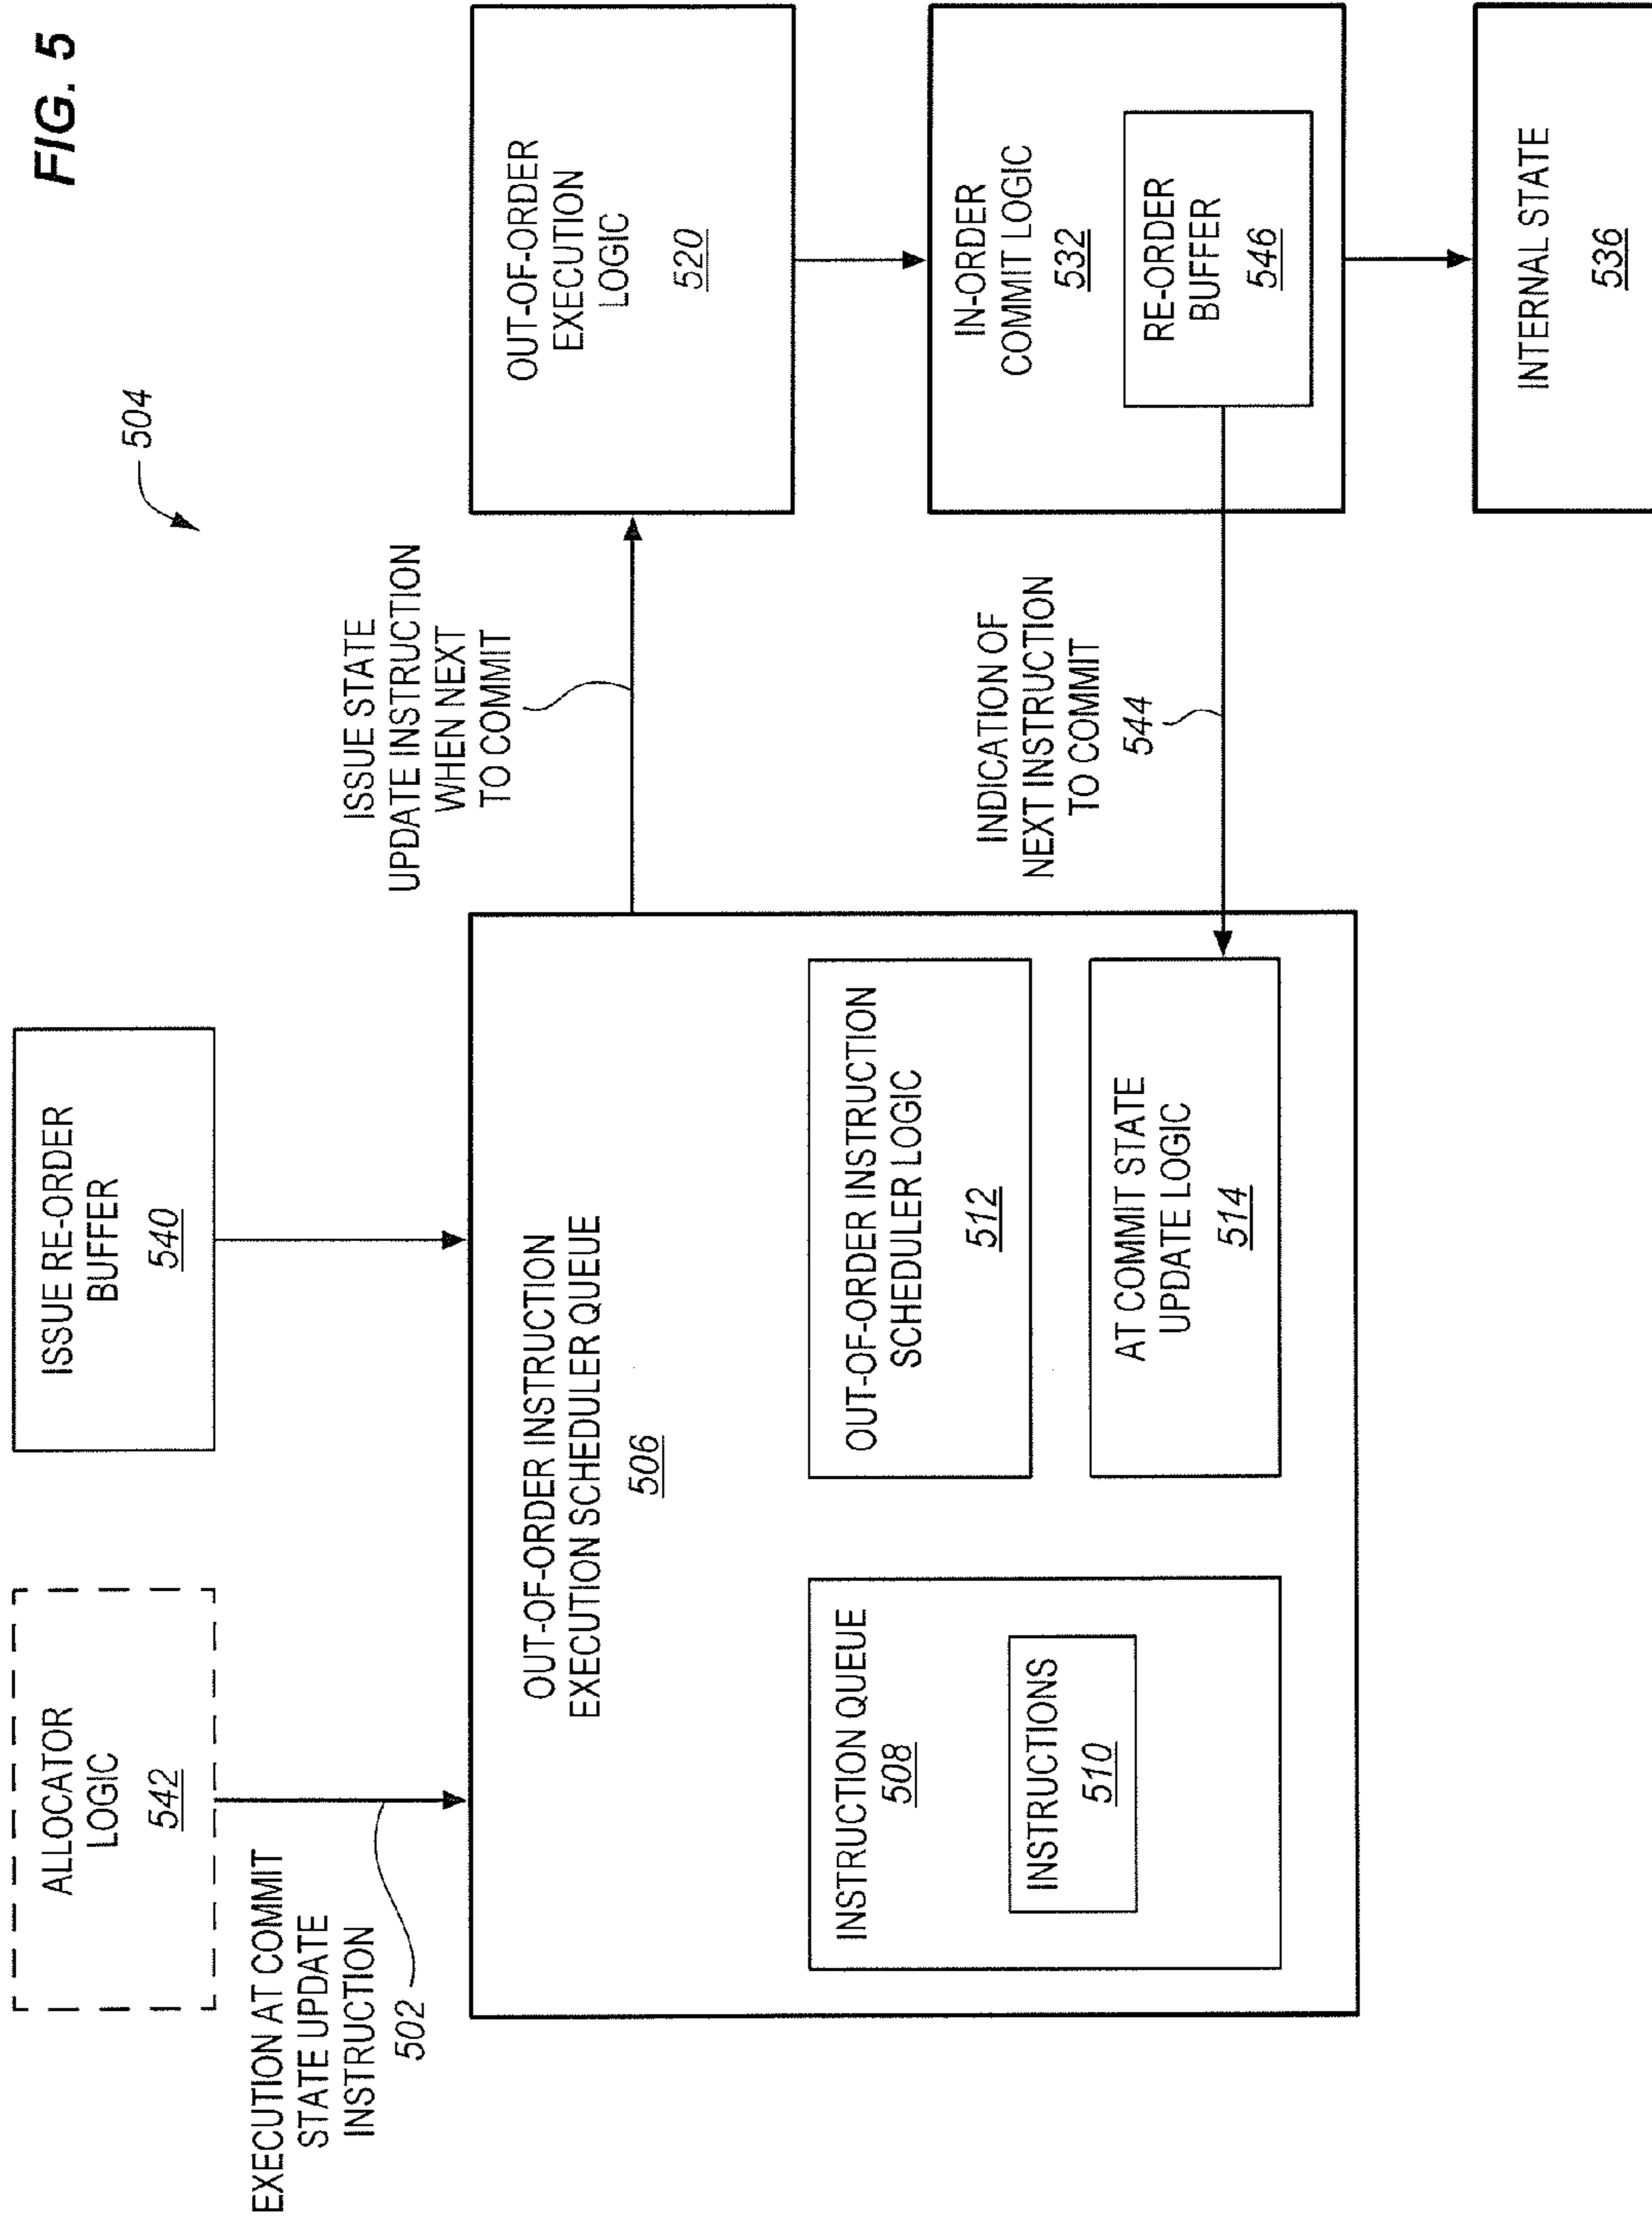 FIG. 5
504
ALLOCATOR
LOGIC
542
ISSUE RE-ORDER
BUFFER
540
EXECUTION AT COMMIT
STATE UPDATE
INSTRUCTION
502
OUT-OF-ORDER INSTRUCTION
EXECUTION SCHEDULER QUEUE
506
INSTRUCTION QUEUE
508
INSTRUCTIONS
510
OUT-OF-ORDER INSTRUCTION
SCHEDULER LOGIC
512
AT COMMIT STATE
UPDATE LOGIC
514
ISSUE STATE
UPDATE INSTRUCTION
WHEN NEXT
TO COMMIT
INDICATION OF
NEXT INSTRUCTION
TO COMMIT
544
OUT-OF-ORDER
EXECUTION
LOGIC
520
IN-ORDER
COMMIT LOGIC
532
RE-ORDER
BUFFER
546
INTERNAL STATE
536